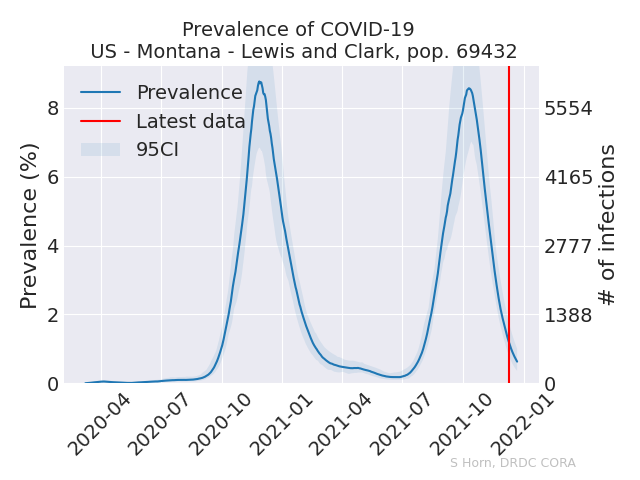 Prevalence of COVID-19
US - Montana - Lewis and Clark, pop. 69432
Prevalence
Latest data
95CI
Prevalence (%)
8
6
4
2
0
5554
4165
2777
1388
0
# of infections
2020-04
2020-07
2020-10
2021-01
2021-04
2021-07
2021-10
2022-01
S Horn, DRDC CORA